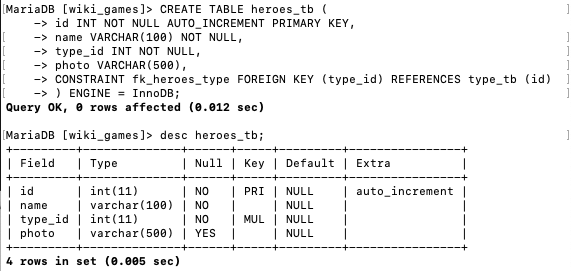 MariaDB [wiki_games]> CREATE TABLE heroes_tb (
    -> id INT NOT NULL AUTO_INCREMENT PRIMARY KEY,
    -> name VARCHAR(100) NOT NULL,
    -> type_id INT NOT NULL,
    -> photo VARCHAR(500),
    -> CONSTRAINT fk_heroes_type FOREIGN KEY (type_id) REFERENCES type_tb (id)
    -> ) ENGINE = InnoDB;
Query OK, 0 rows affected (0.012 sec)

MariaDB [wiki_games]> desc heroes_tb;
+---------+--------------+------+-----+---------+----------------+
| Field   | Type         | Null | Key | Default | Extra          |
+---------+--------------+------+-----+---------+----------------+
| id      | int(11)      | NO   | PRI | NULL    | auto_increment |
| name    | varchar(100) | NO   |     | NULL    |                |
| type_id | int(11)      | NO   | MUL | NULL    |                |
| photo   | varchar(500) | YES  |     | NULL    |                |
+---------+--------------+------+-----+---------+----------------+
4 rows in set (0.005 sec)